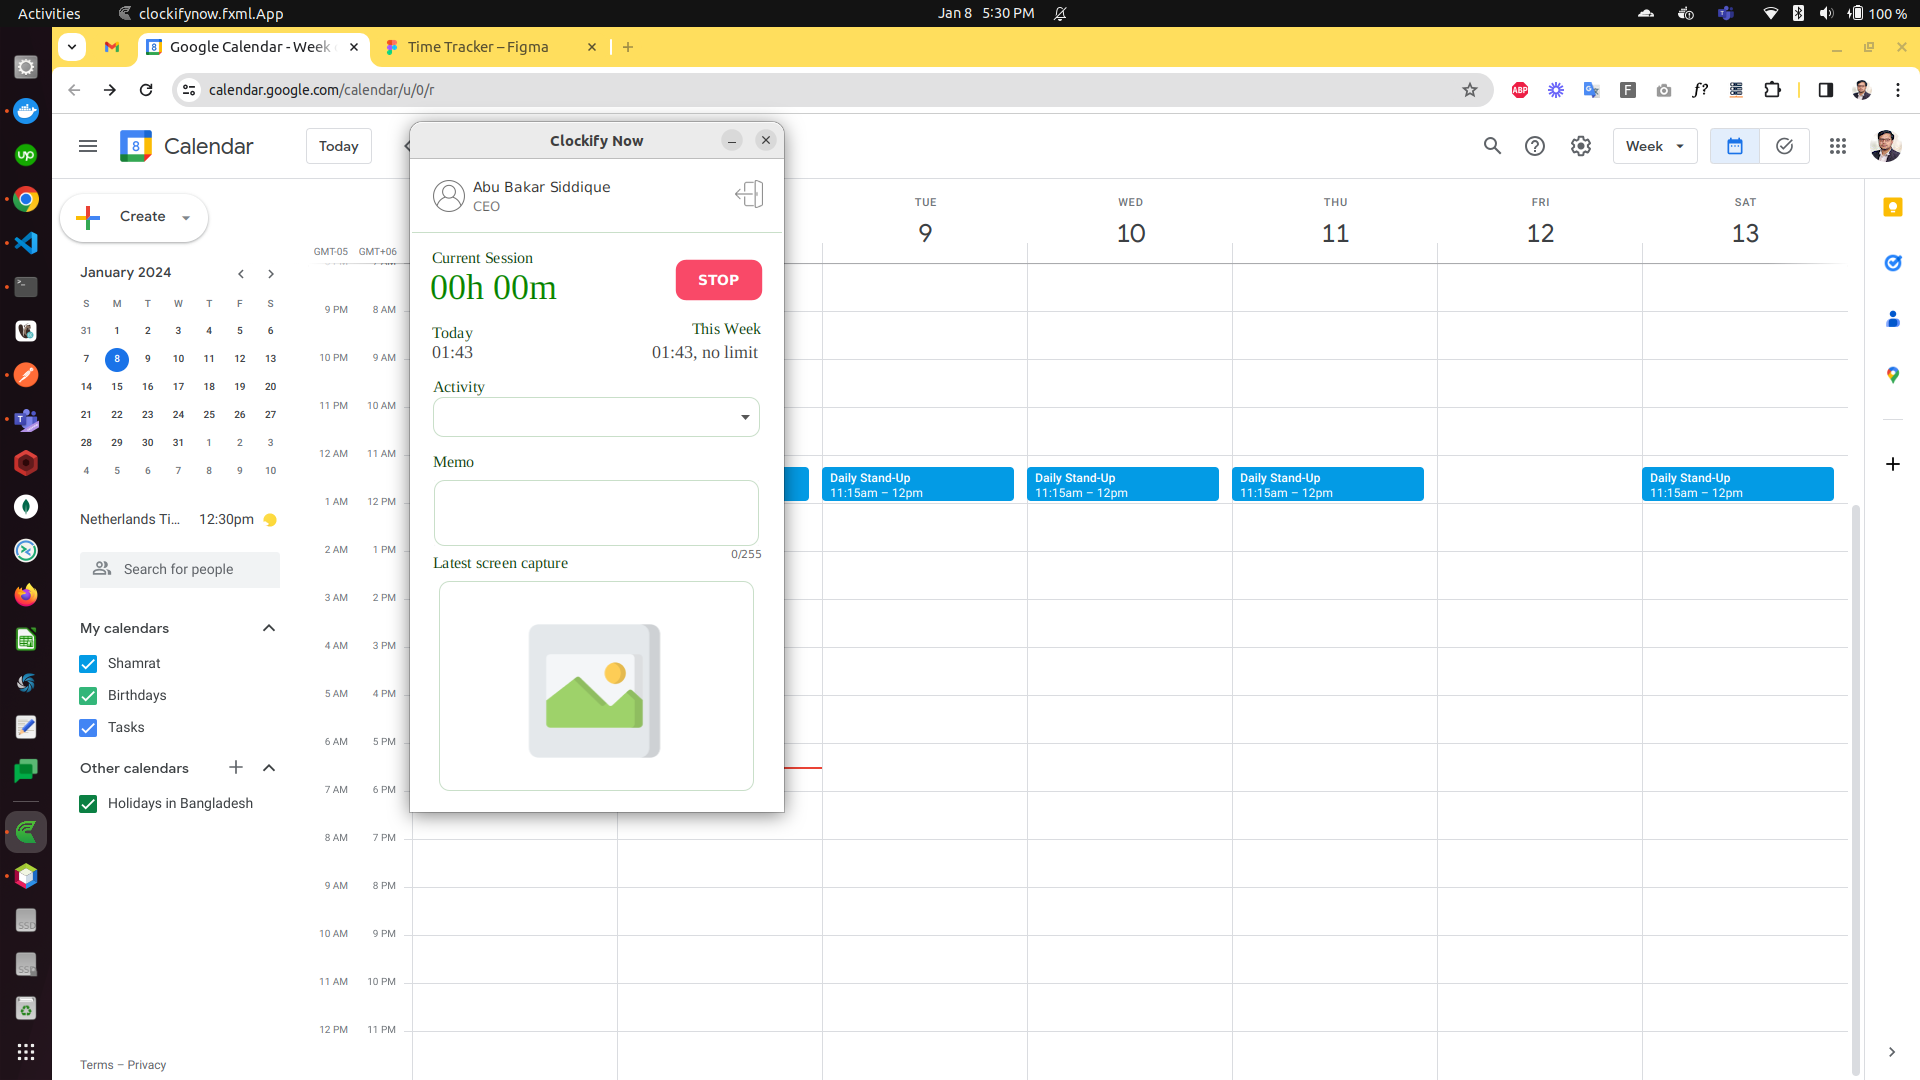 Activities clockifynow.fxml.App Jan 8 5:30 PM 100 %
Google Calendar - Week Time Tracker – Figma
calendar.google.com/calendar/u/0/r
8 Calendar Today
Week
Create
Clockify Now
Abu Bakar Siddique
CEO
Current Session
00h 00m
STOP
Today
01:43
This Week
01:43, no limit
Activity
Memo
0/255
Latest screen capture
January 2024
S M T W T F S
31 1 2 3 4 5 6
7 8 9 10 11 12 13
14 15 16 17 18 19 20
21 22 23 24 25 26 27
28 29 30 31 1 2 3
4 5 6 7 8 9 10
Netherlands Ti... 12:30pm
Search for people
My calendars
Shamrat
Birthdays
Tasks
Other calendars
Holidays in Bangladesh
Terms – Privacy
GMT-05 GMT+06
9 PM 8 AM
10 PM 9 AM
11 PM 10 AM
12 AM 11 AM
1 AM 12 PM
2 AM 1 PM
3 AM 2 PM
4 AM 3 PM
5 AM 4 PM
6 AM 5 PM
7 AM 6 PM
8 AM 7 PM
9 AM 8 PM
10 AM 9 PM
11 AM 10 PM
12 PM 11 PM
TUE WED THU FRI SAT
9 10 11 12 13
Daily Stand-Up
11:15am – 12pm
Daily Stand-Up
11:15am – 12pm
Daily Stand-Up
11:15am – 12pm
Daily Stand-Up
11:15am – 12pm
ABP
F
f?
up
SSD
SSD